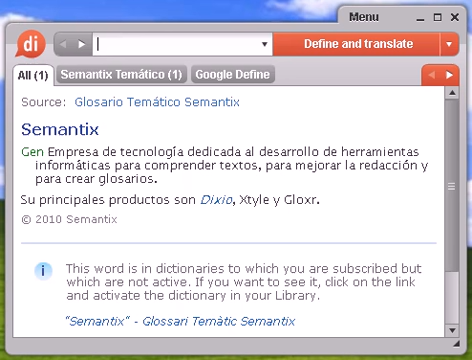 Menu
di
Define and translate
All (1)
Semantix Temático (1)
Google Define
Source: Glosario Temático Semantix
Semantix
Gen Empresa de tecnología dedicada al desarrollo de herramientas
informáticas para comprender textos, para mejorar la redacción y
para crear glosarios.
Su principales productos son Dixio, Xtyle y Gloxr.
© 2010 Semantix
i
This word is in dictionaries to which you are subscribed but
which are not active. If you want to see it, click on the link
and activate the dictionary in your Library.
"Semantix" - Glossari Temàtic Semantix